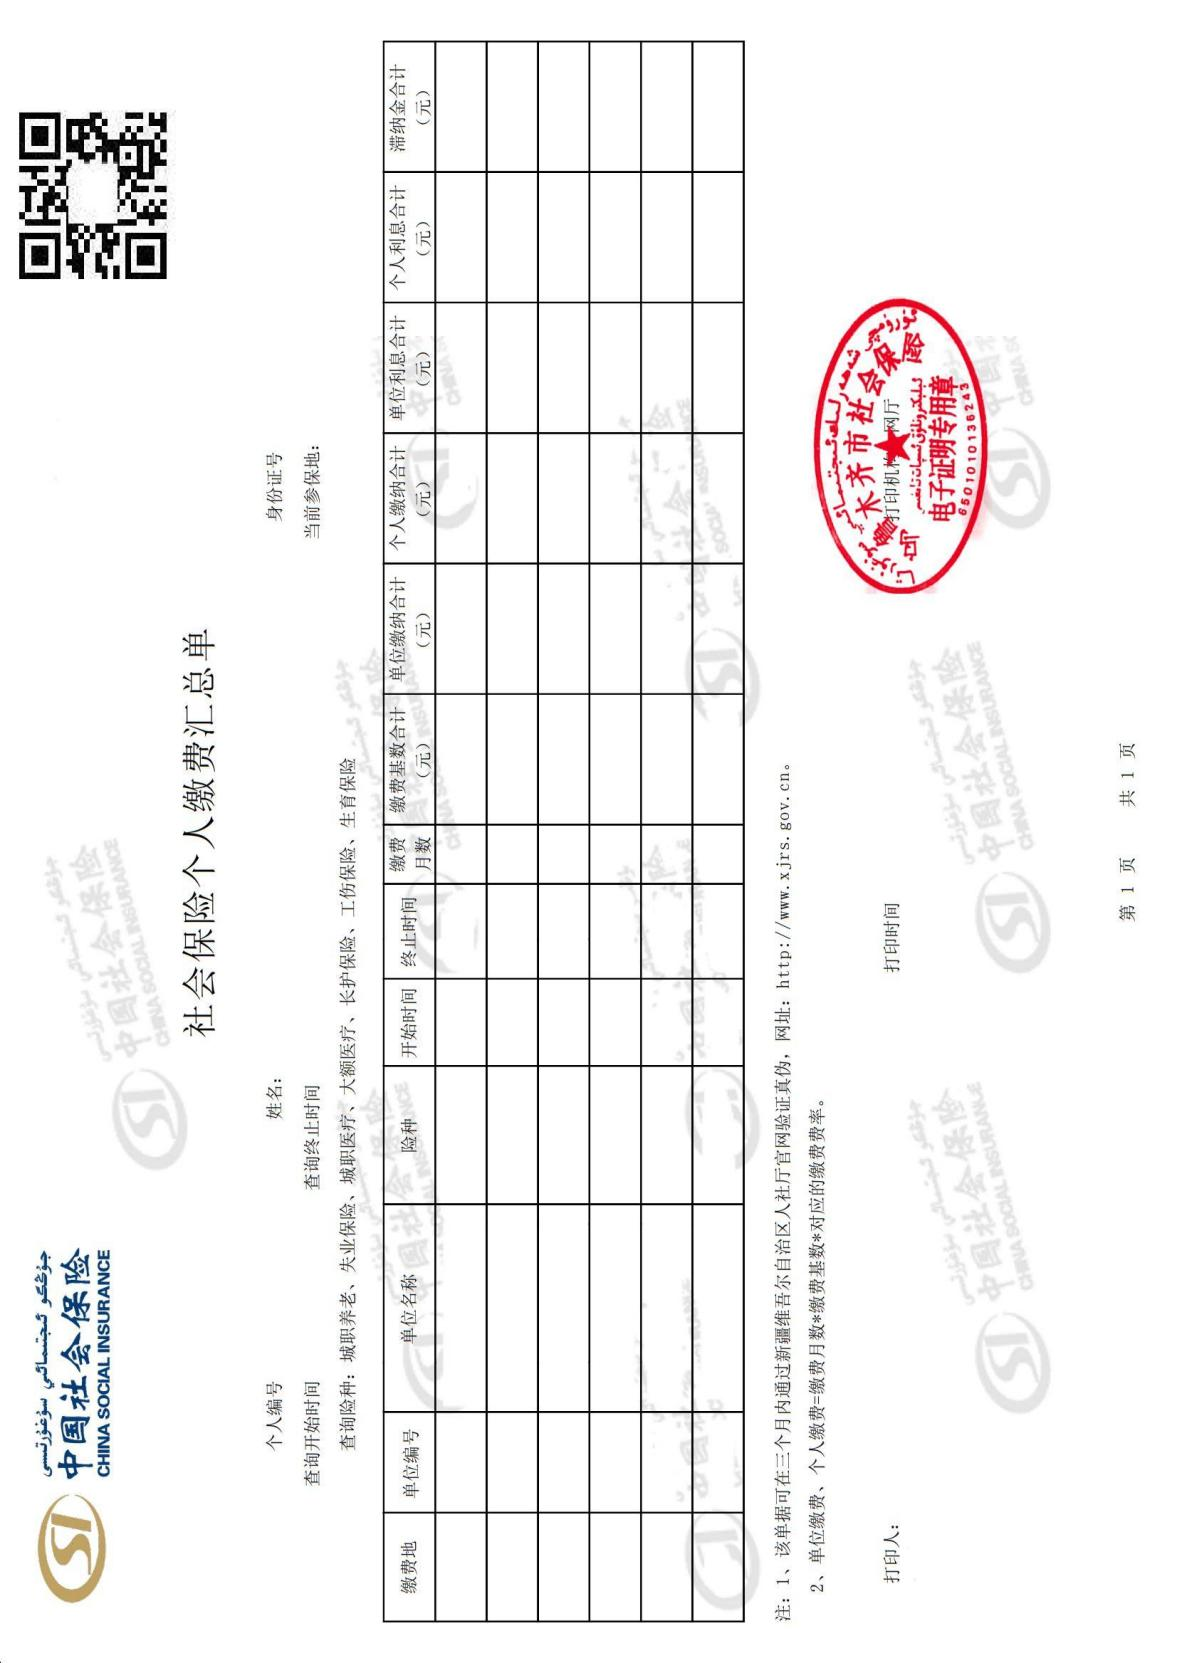 جۇڭگو ئىجتىمائىي سۇغۇرتىسى
中国社会保险
CHINA SOCIAL INSURANCE
社会保险个人缴费汇总单
个人编号 姓名: 身份证号
查询开始时间 查询终止时间 当前参保地:
查询险种: 城职养老、失业保险、城职医疗、大额医疗、长护保险、工伤保险、生育保险
缴费地 单位编号 单位名称 险种 开始时间 终止时间 缴费月数 缴费基数合计(元) 单位缴纳合计(元) 个人缴纳合计(元) 单位利息合计(元) 个人利息合计(元) 滞纳金合计(元)
注: 1、该单据可在三个月内通过新疆维吾尔自治区人社厅官网验证真伪, 网址: http://www.xjrs.gov.cn。
2、单位缴费、个人缴费=缴费月数*缴费基数*对应的缴费费率。
打印人: 打印时间 打印机构 网厅
乌鲁木齐市社会保险
电子证明专用章
6501010136243
第 1 页 共 1 页